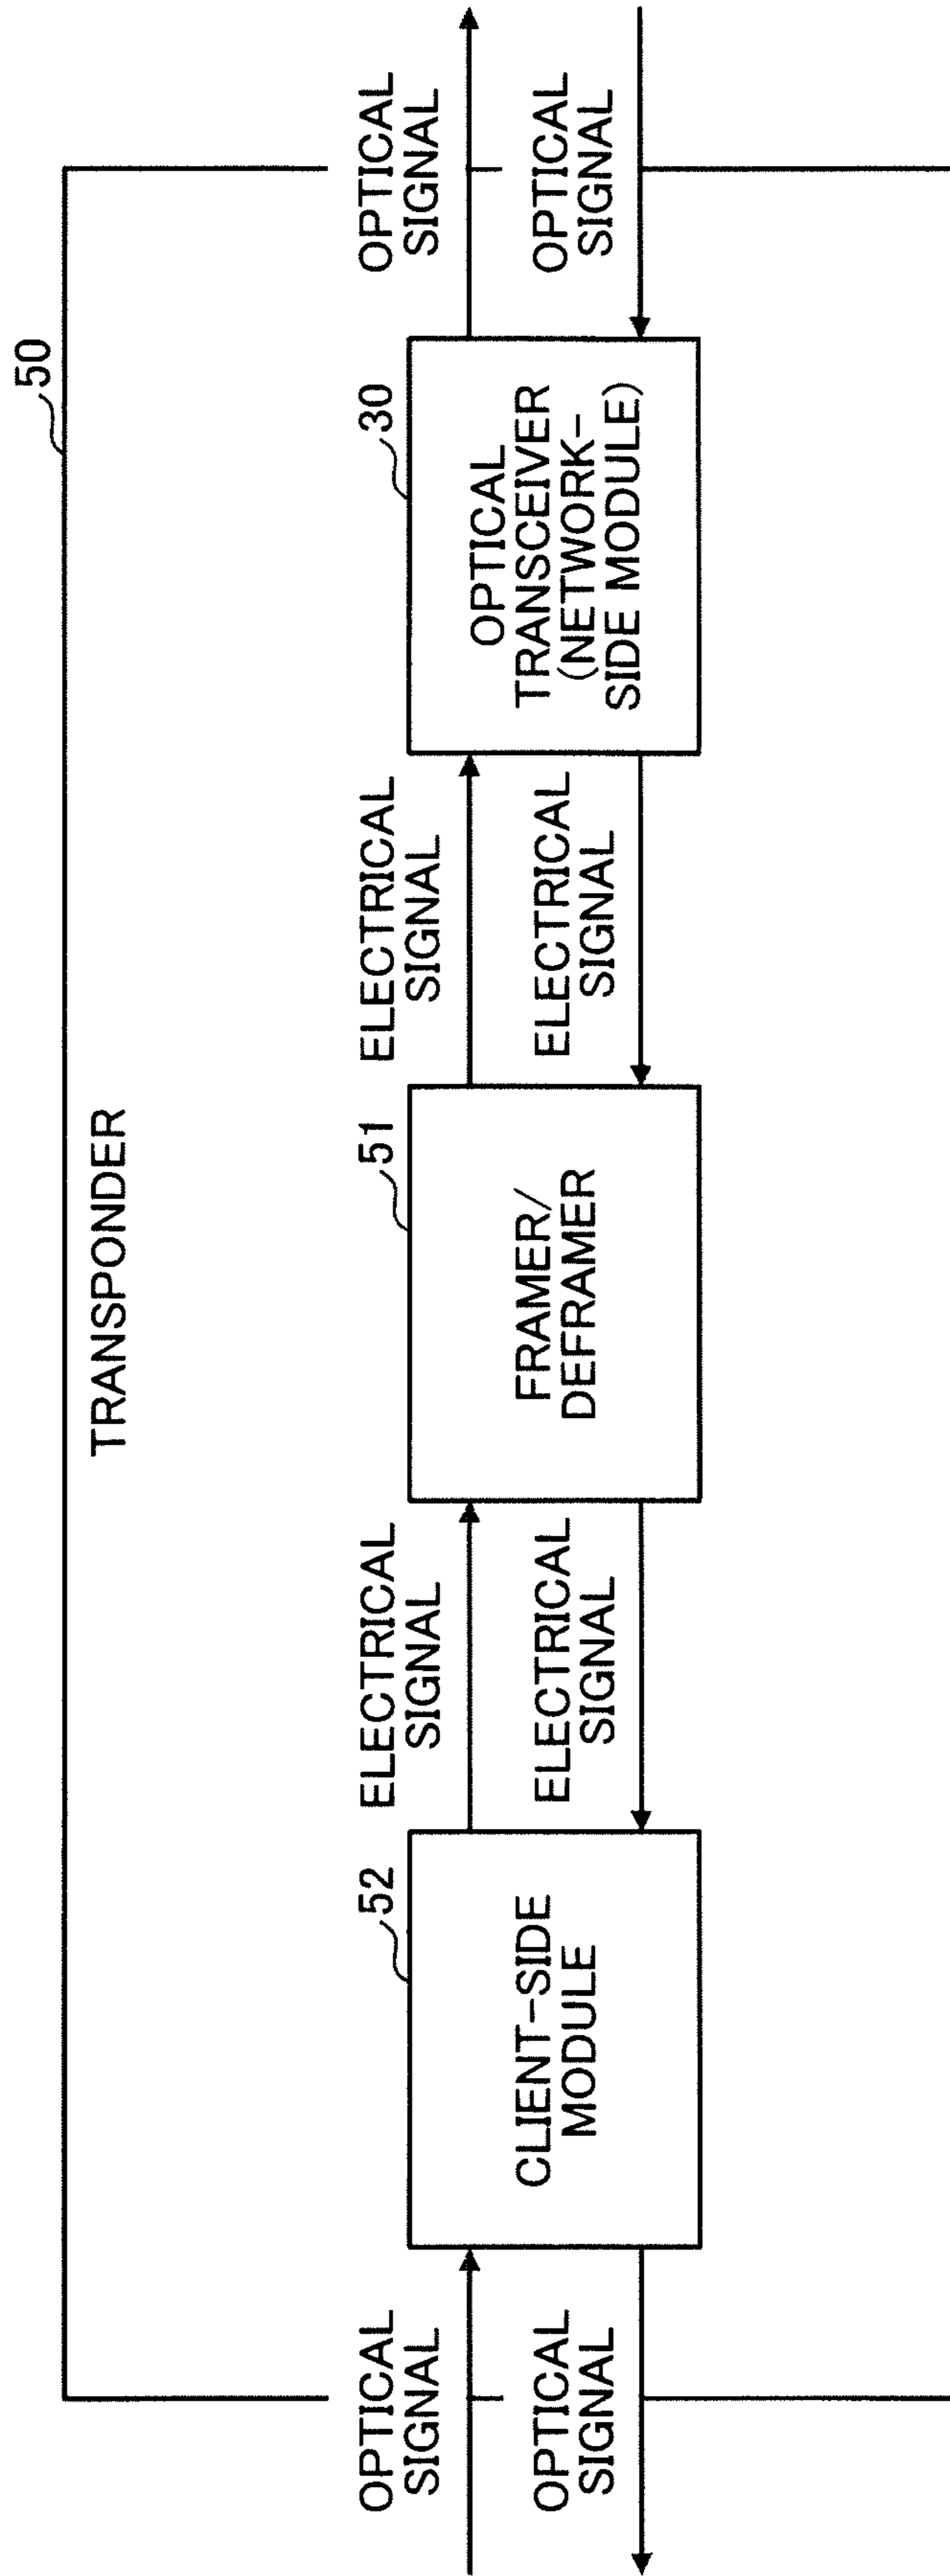 50
TRANSPONDER
OPTICAL
SIGNAL
52
ELECTRICAL
SIGNAL
51
ELECTRICAL
SIGNAL
30
OPTICAL
SIGNAL
CLIENT-SIDE
MODULE
FRAMER/
DEFRAMER
OPTICAL
TRANSCEIVER
(NETWORK-
SIDE MODULE)
OPTICAL
SIGNAL
ELECTRICAL
SIGNAL
ELECTRICAL
SIGNAL
OPTICAL
SIGNAL